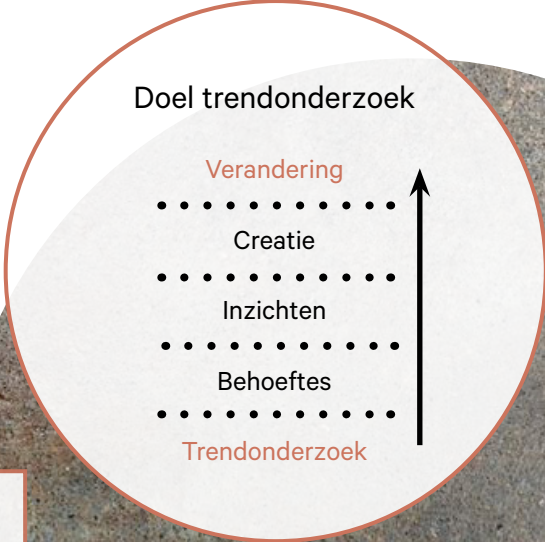 Doel trendonderzoek
Verandering
Creatie
Inzichten
Behoeftes
Trendonderzoek